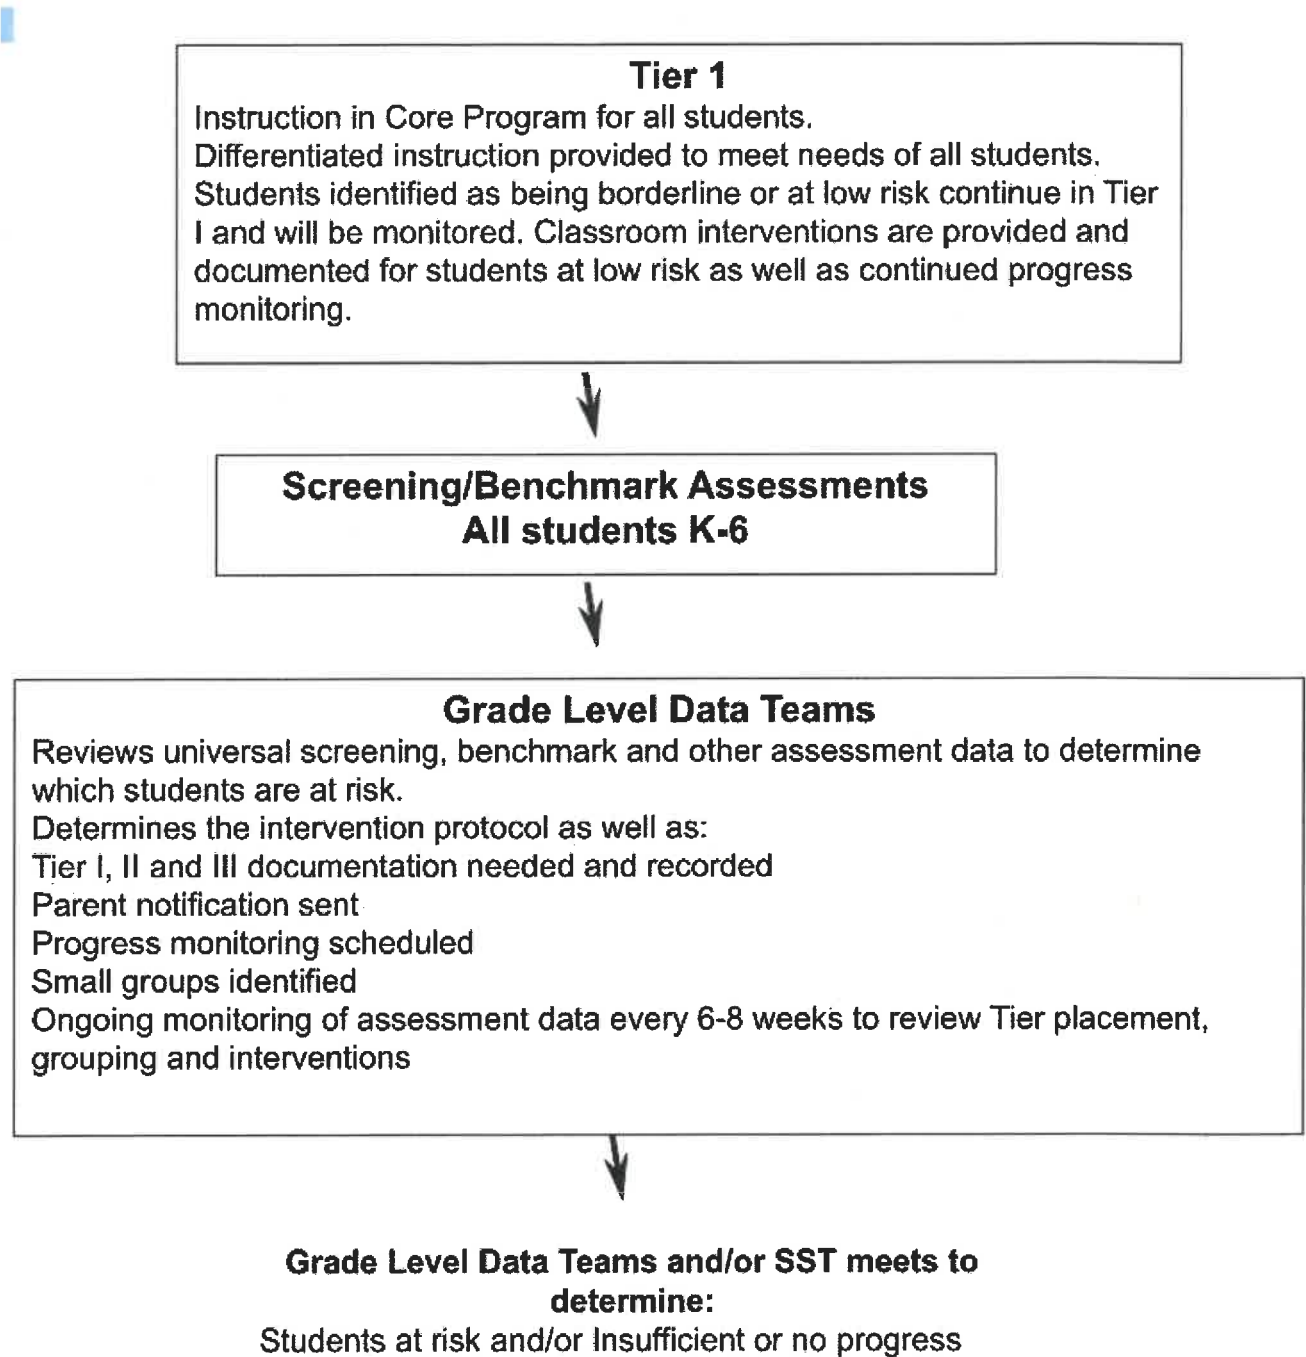 Tier 1
Instruction in Core Program for all students.
Differentiated instruction provided to meet needs of all students.
Students identified as being borderline or at low risk continue in Tier
I and will be monitored. Classroom interventions are provided and
documented for students at low risk as well as continued progress
monitoring.
Screening/Benchmark Assessments
All students K-6
Grade Level Data Teams
Reviews universal screening, benchmark and other assessment data to determine
which students are at risk.
Determines the intervention protocol as well as:
Tier I, II and III documentation needed and recorded
Parent notification sent
Progress monitoring scheduled
Small groups identified
Ongoing monitoring of assessment data every 6-8 weeks to review Tier placement,
grouping and interventions
Grade Level Data Teams and/or SST meets to
determine:
Students at risk and/or Insufficient or no progress